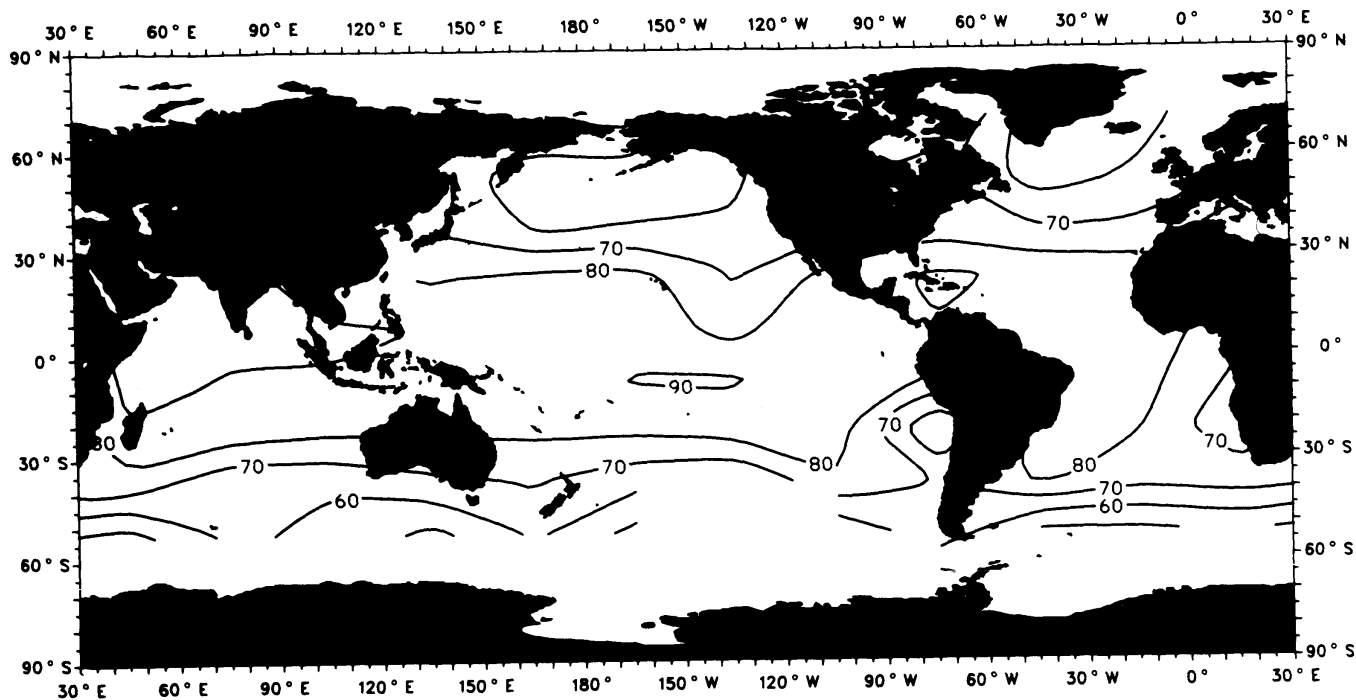 30° E 60° E 90° E 120° E 150° E 180° 150° W 120° W 90° W 60° W 30° W 0° 30° E
90° N 90° N
60° N 60° N
70
30° N 70 30° N
80
0° 0°
90
70 70
80
30° S 70 70 80 80 30° S
60 70
60
60° S 60° S
90° S 90° S
30° E 60° E 90° E 120° E 150° E 180° 150° W 120° W 90° W 60° W 30° W 0° 30° E